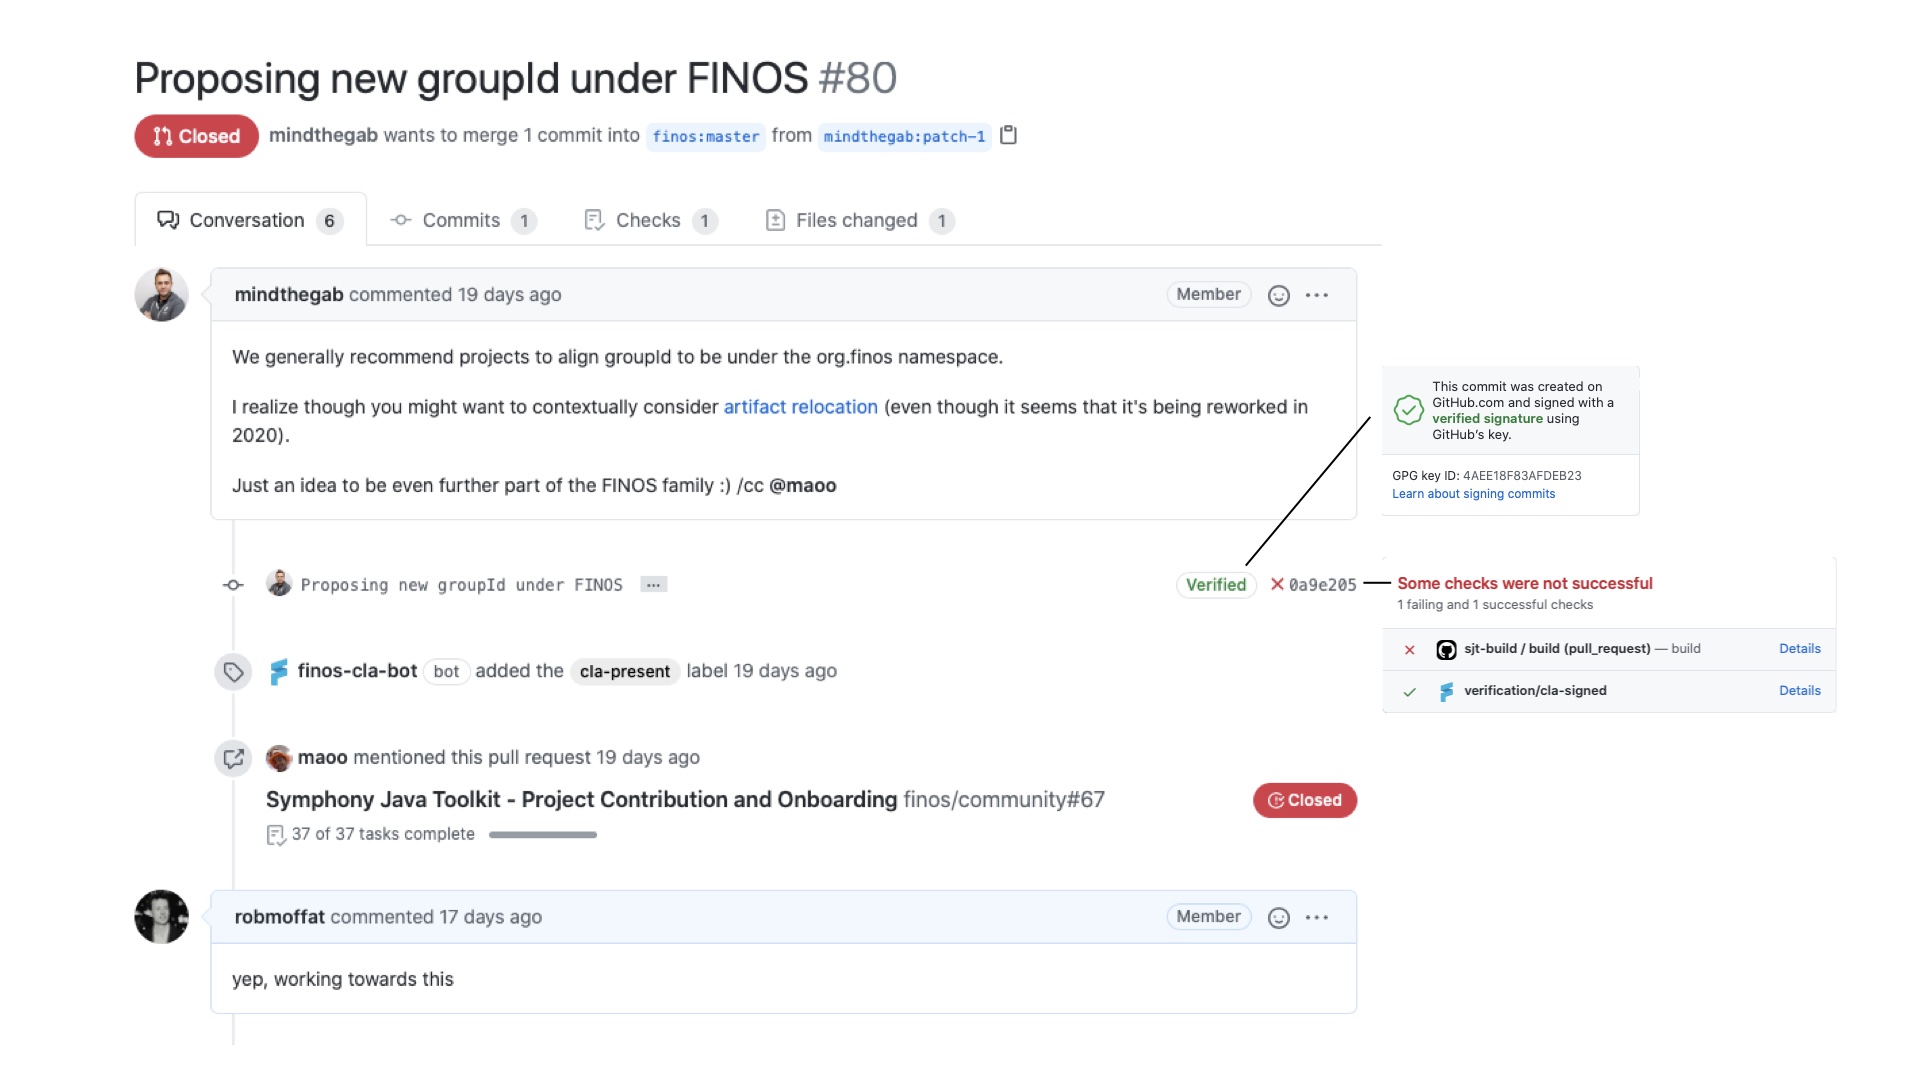 Proposing new groupId under FINOS #80
Closed mindthegab wants to merge 1 commit into finos:master from mindthegab:patch-1
Conversation 6 Commits 1 Checks 1 Files changed 1
mindthegab commented 19 days ago Member
We generally recommend projects to align groupId to be under the org.finos namespace.
I realize though you might want to contextually consider artifact relocation (even though it seems that it's being reworked in
2020).
Just an idea to be even further part of the FINOS family :) /cc @maoo
This commit was created on
GitHub.com and signed with a
verified signature using
GitHub's key.
GPG key ID: 4AEE18F83AFDEB23
Learn about signing commits
Proposing new groupId under FINOS ... Verified 0a9e205
Some checks were not successful
1 failing and 1 successful checks
sjt-build / build (pull_request) — build Details
verification/cla-signed Details
finos-cla-bot bot added the cla-present label 19 days ago
maoo mentioned this pull request 19 days ago
Symphony Java Toolkit - Project Contribution and Onboarding finos/community#67 Closed
37 of 37 tasks complete
robmoffat commented 17 days ago Member
yep, working towards this